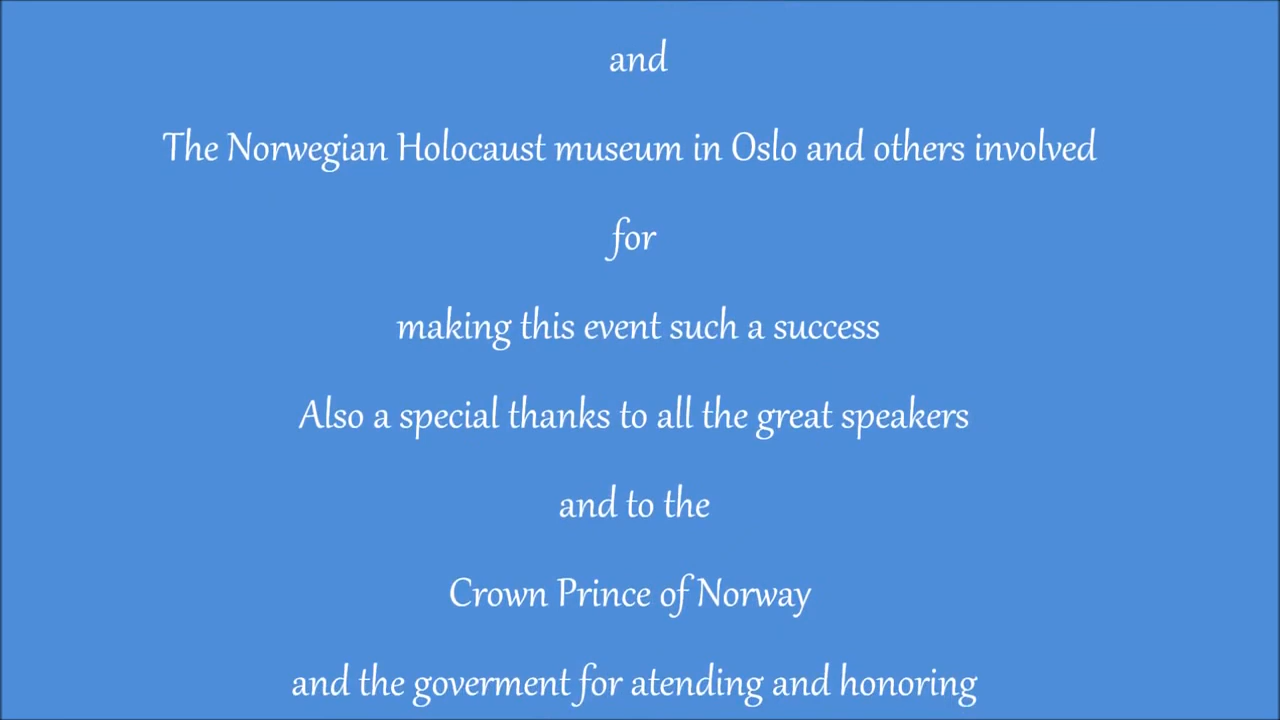 and
The Norwegian Holocaust museum in Oslo and others involved
for
making this event such a success
Also a special thanks to all the great speakers
and to the
Crown Prince of Norway
and the goverment for atending and honoring